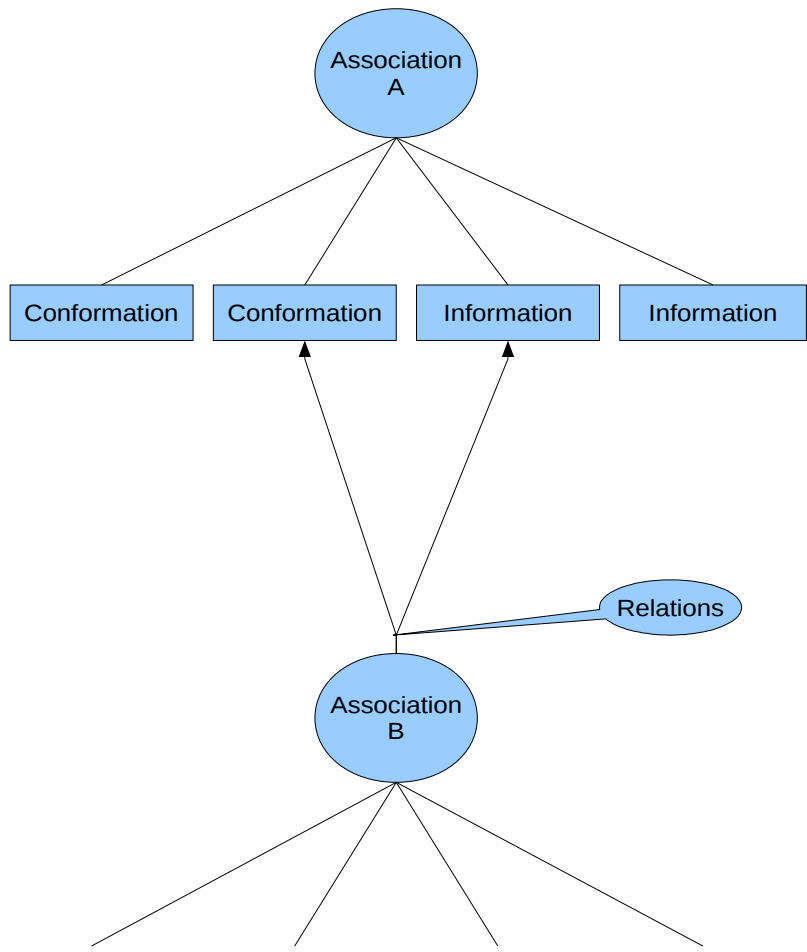 Association
A
Conformation
Conformation
Information
Information
Relations
Association
B